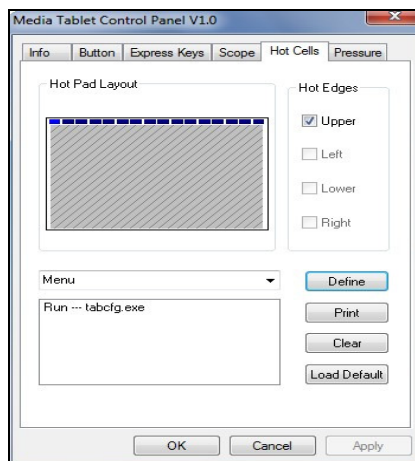 Media Tablet Control Panel V1.0
Info Button Express Keys Scope Hot Cells Pressure
Hot Pad Layout
Hot Edges
Upper
Left
Lower
Right
Menu
Define
Run --- tabcfg.exe
Print
Clear
Load Default
OK Cancel Apply